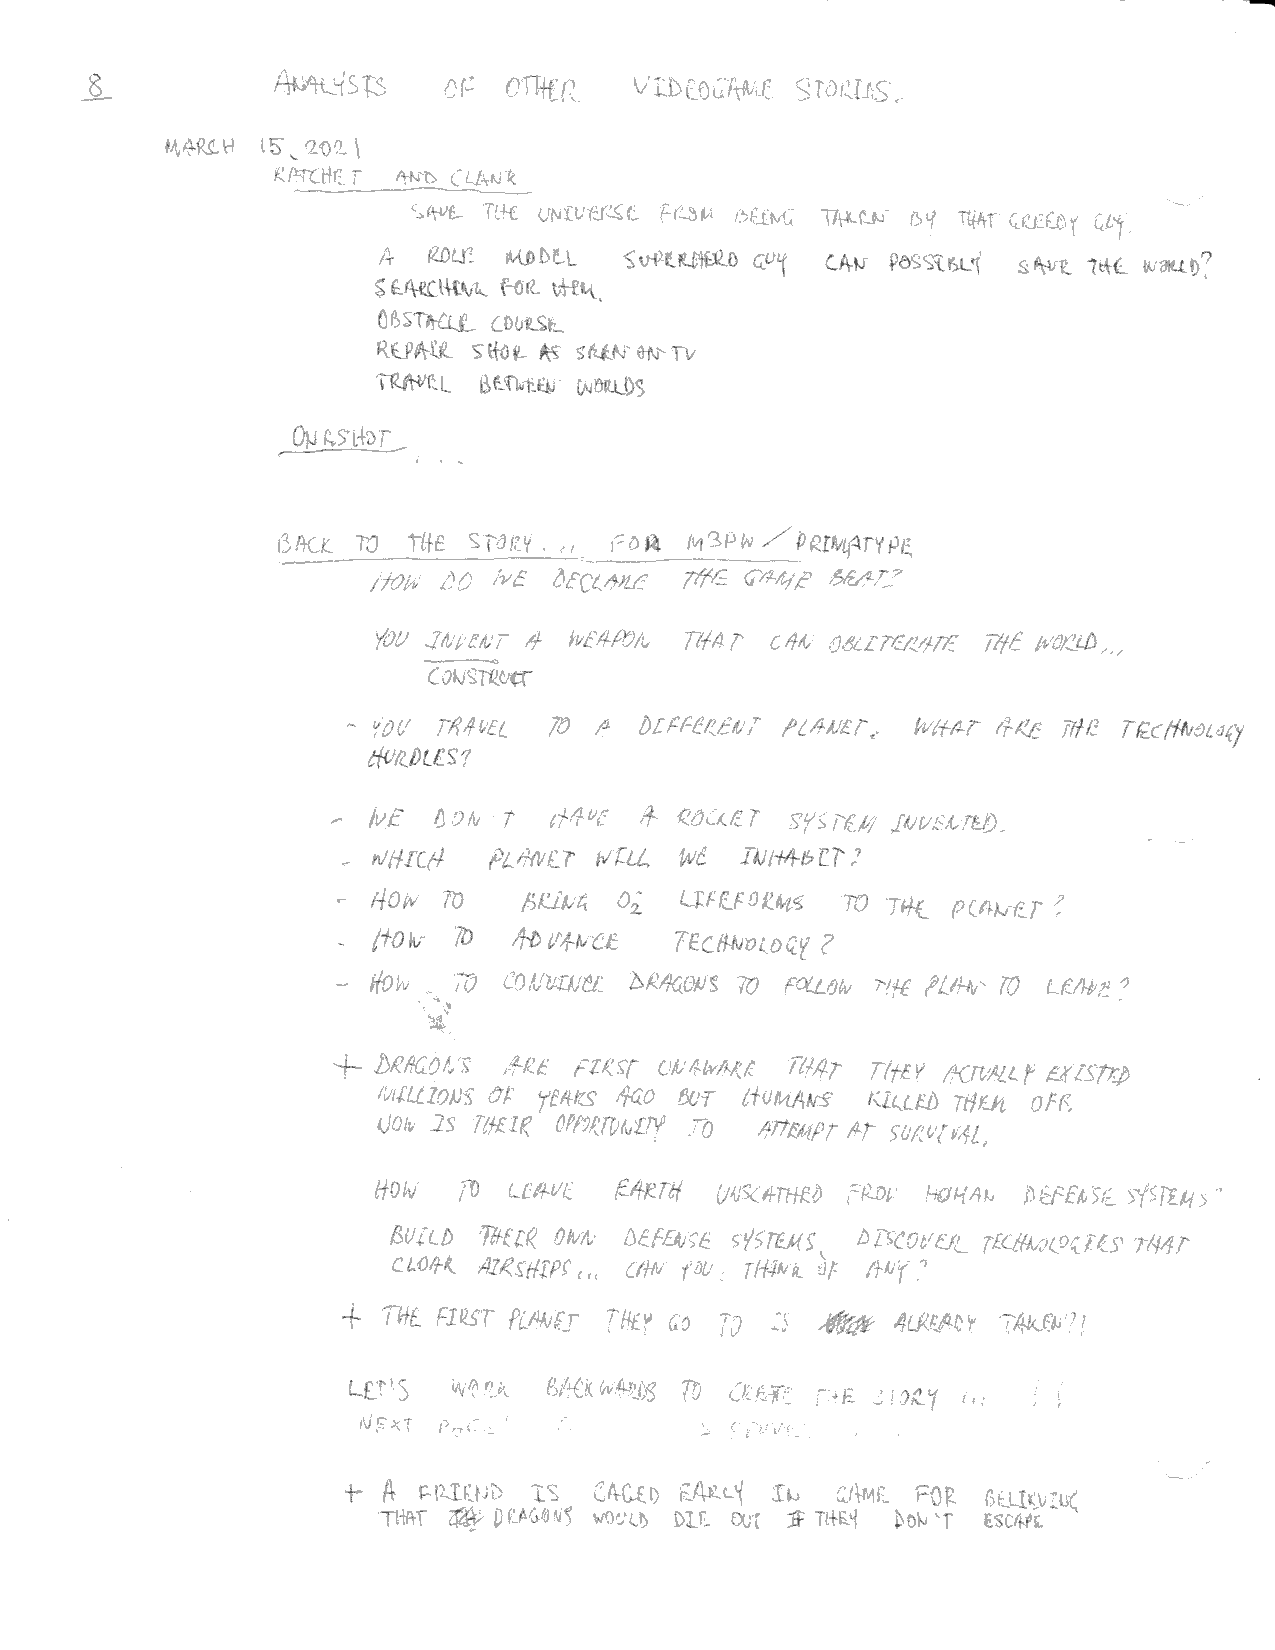 8
ANALYSIS OF OTHER VIDEOGAME STORIES.
MARCH 15, 2021
RATCHET AND CLANK
SAVE THE UNIVERSE FROM BEING TAKEN BY THAT GREEDY GUY.
A ROLE MODEL SUPERHERO GUY CAN POSSIBLY SAVE THE WORLD?
SEARCHING FOR HIM.
OBSTACLE COURSE
REPAIR SHOP AS SEEN ON TV
TRAVEL BETWEEN WORLDS
ONESHOT
...
BACK TO THE STORY... FOR M3PW / PRIMATYPE
HOW DO WE DECLARE THE GAME BEAT?
YOU INVENT A WEAPON THAT CAN OBLITERATE THE WORLD...
CONSTRUCT
- YOU TRAVEL TO A DIFFERENT PLANET. WHAT ARE THE TECHNOLOGY
HURDLES?
- WE DON'T HAVE A ROCKET SYSTEM INVENTED.
- WHICH PLANET WILL WE INHABIT?
- HOW TO BRING O2 LIFEFORMS TO THE PLANET?
- HOW TO ADVANCE TECHNOLOGY?
- HOW TO CONVINCE DRAGONS TO FOLLOW THE PLAN TO LEAVE?
+ DRAGONS ARE FIRST UNAWARE THAT THEY ACTUALLY EXISTED
MILLIONS OF YEARS AGO BUT HUMANS KILLED THEM OFF.
NOW IS THEIR OPPORTUNITY TO ATTEMPT AT SURVIVAL.
HOW TO LEAVE EARTH UNSCATHED FROM HUMAN DEFENSE SYSTEMS
BUILD THEIR OWN DEFENSE SYSTEMS, DISCOVER TECHNOLOGIES THAT
CLOAK AIRSHIPS... CAN YOU THINK OF ANY?
+ THE FIRST PLANET THEY GO TO IS ALREADY TAKEN?!
LET'S WORK BACKWARDS TO CREATE THE STORY ...
NEXT PAGE
+ A FRIEND IS CAGED EARLY IN GAME FOR BELIEVING
THAT DRAGONS WOULD DIE OUT IF THEY DON'T ESCAPE